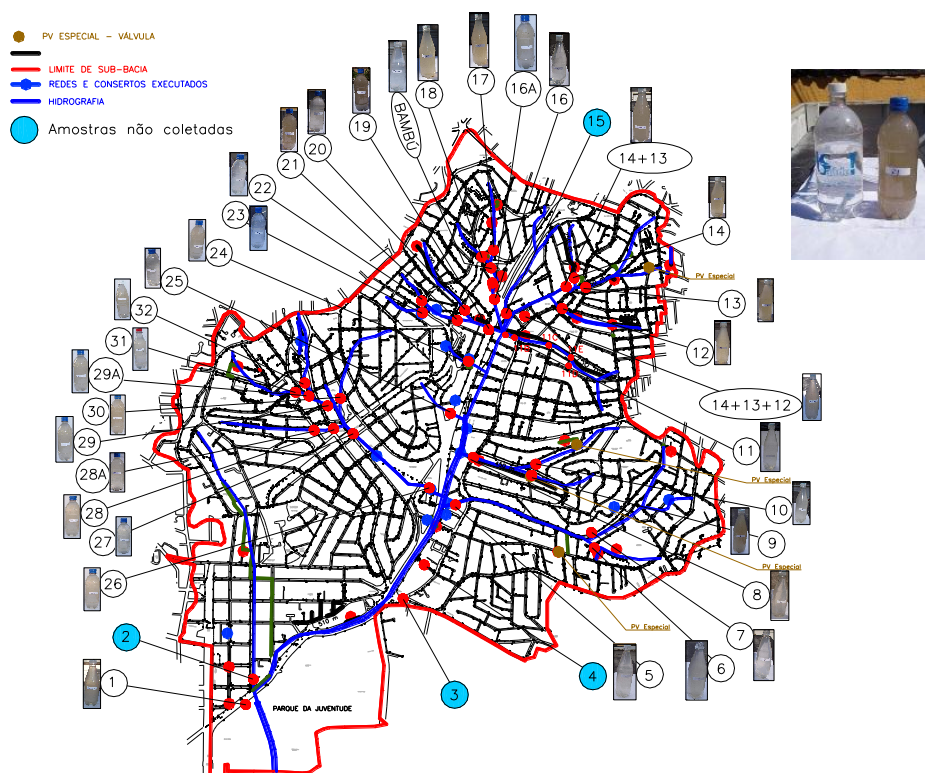 PV ESPECIAL - VÁLVULA
LIMITE DE SUB-BACIA
REDES E CONSERTOS EXECUTADOS
HIDROGRAFIA
Amostras não coletadas
17
18
16A
16
BAMBÚ
19
15
20
14+13
21
22
23
14
24
PV Especial
25
13
32
12
31
29A
14+13+12
30
29
11
28A
PV Especial
28
10
27
9
26
PV Especial
8
PV Especial
7
2
6
5
4
3
1
510 m
PARQUE DA JUVENTUDE